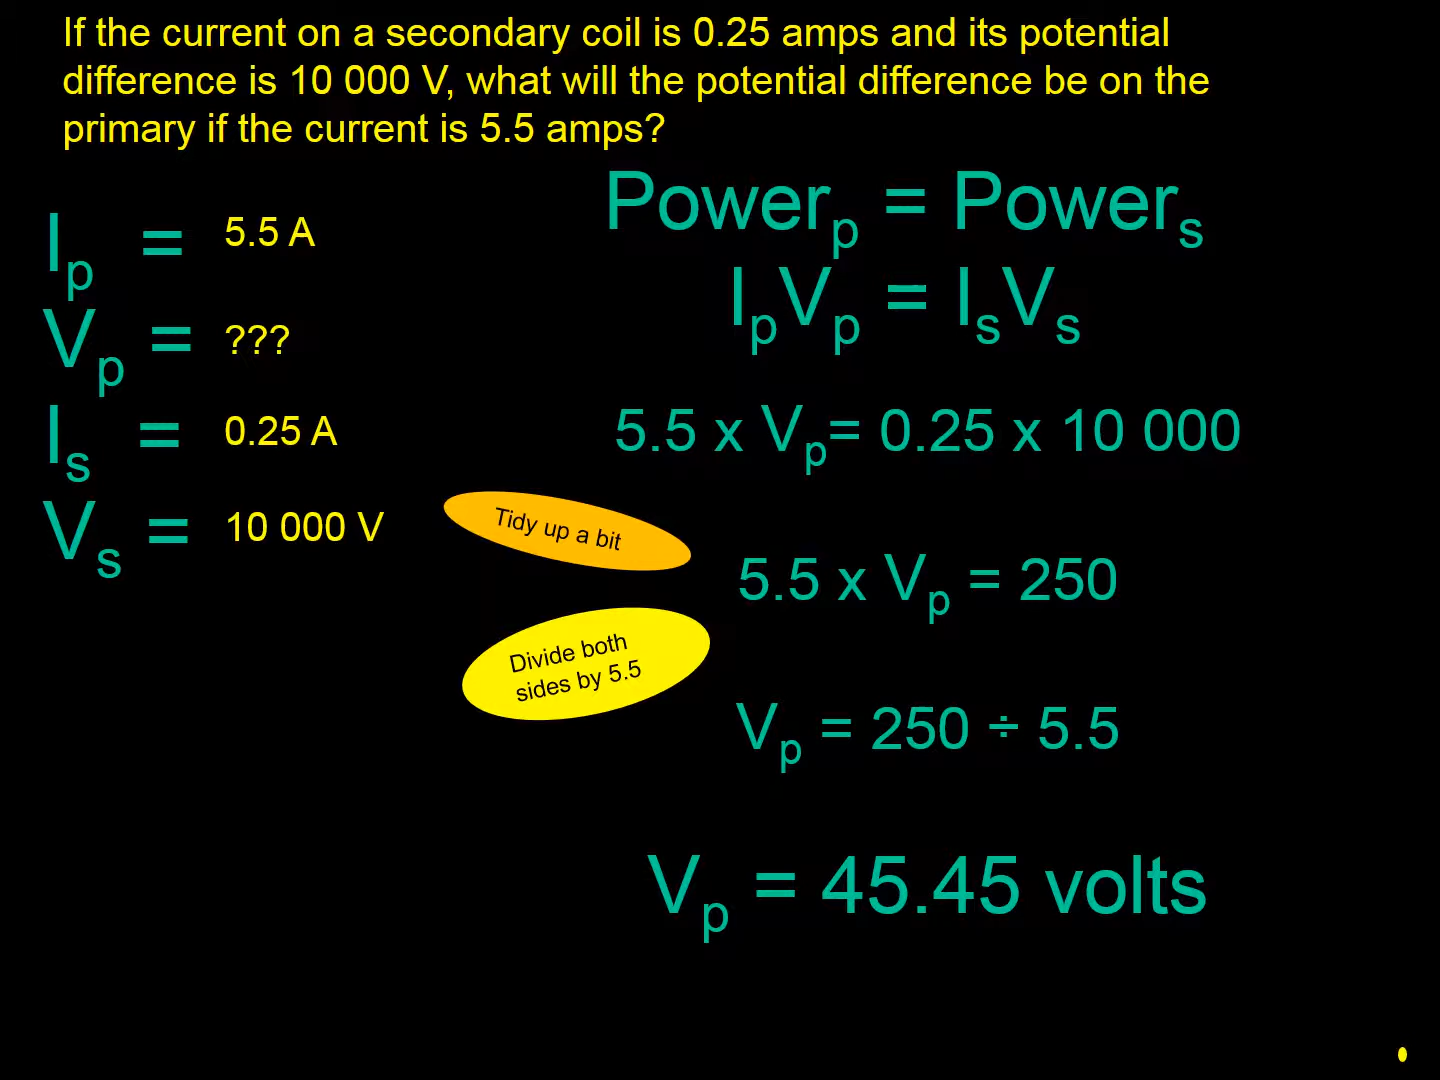 If the current on a secondary coil is 0.25 amps and its potential
difference is 10 000 V, what will the potential difference be on the
primary if the current is 5.5 amps?
Ip = 5.5 A
Vp = ???
Is = 0.25 A
Vs = 10 000 V
Powerp = Powers
IpVp = IsVs
5.5 x Vp= 0.25 x 10 000
Tidy up a bit
5.5 x Vp = 250
Divide both
sides by 5.5
Vp = 250 ÷ 5.5
Vp = 45.45 volts